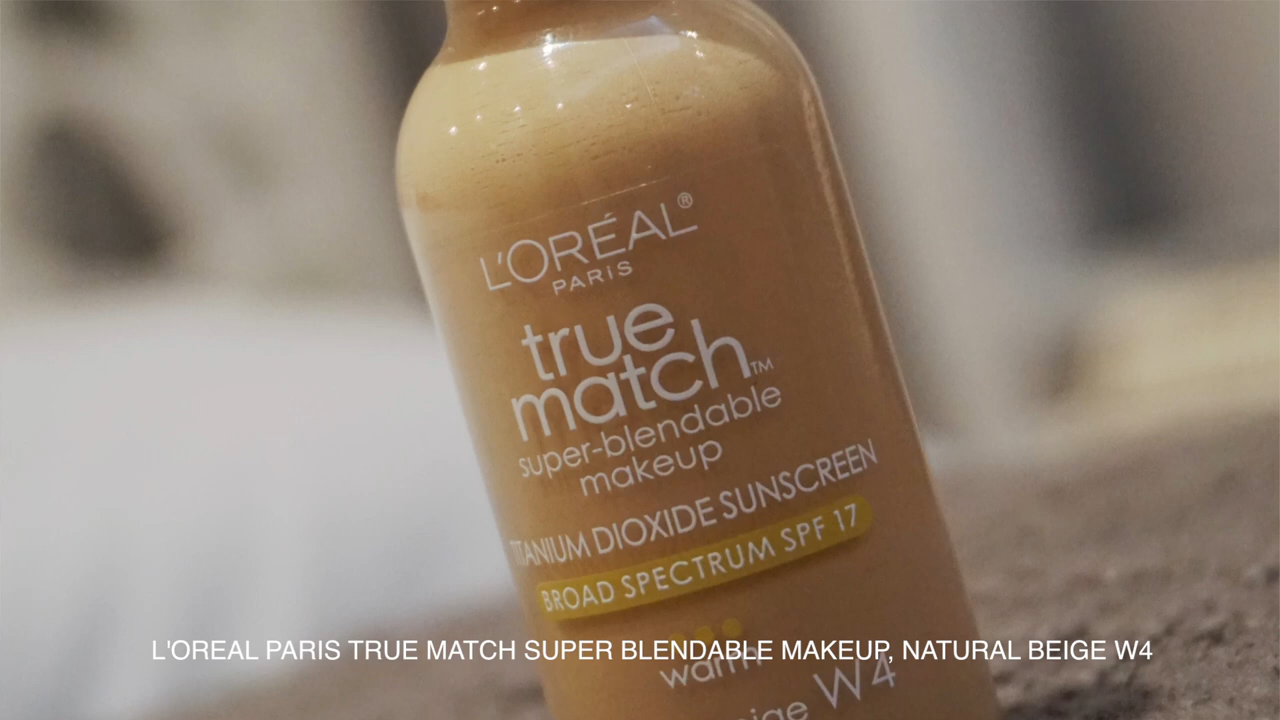 L'ORÉAL®
PARIS
true
match™
super-blendable
makeup
TITANIUM DIOXIDE SUNSCREEN
BROAD SPECTRUM SPF 17
L'OREAL PARIS TRUE MATCH SUPER BLENDABLE MAKEUP, NATURAL BEIGE W4
warm
W4